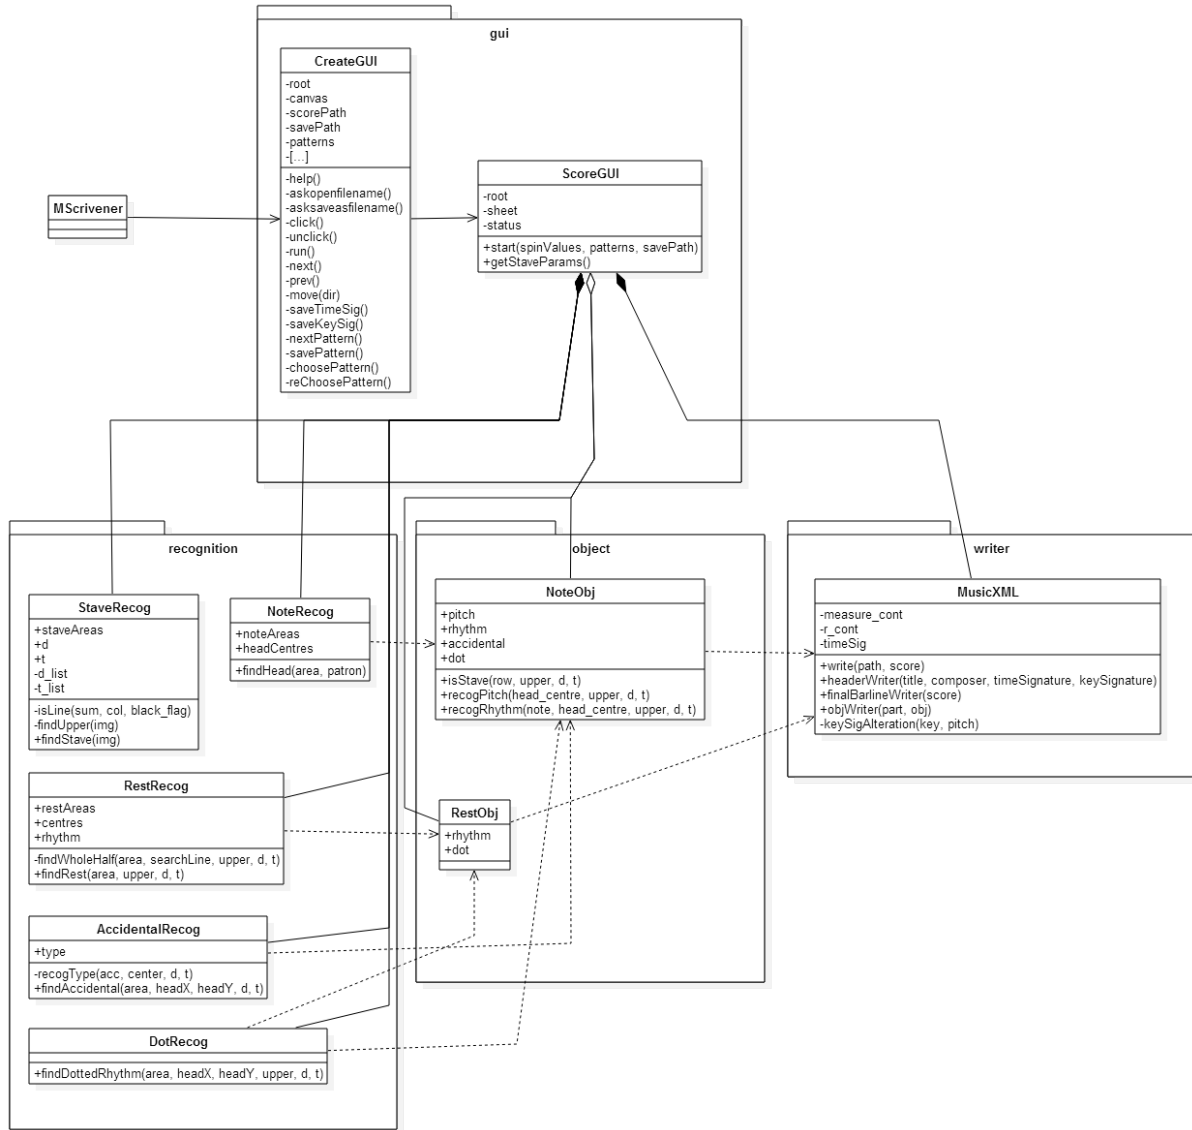 gui
CreateGUI
-root
-canvas
-scorePath
-savePath
-patterns
-[...]
-help()
-askopenfilename()
-asksaveasfilename()
-click()
-unclick()
-run()
-next()
-prev()
-move(dir)
-saveTimeSig()
-saveKeySig()
-nextPattern()
-savePattern()
-choosePattern()
-reChoosePattern()
MScrivener
ScoreGUI
-root
-sheet
-status
+start(spinValues, patterns, savePath)
+getStaveParams()
recognition
StaveRecog
+staveAreas
+d
+t
-d_list
-t_list
-isLine(sum, col, black_flag)
-findUpper(img)
+findStave(img)
NoteRecog
+noteAreas
+headCentres
+findHead(area, patron)
RestRecog
+restAreas
+centres
+rhythm
-findWholeHalf(area, searchLine, upper, d, t)
+findRest(area, upper, d, t)
AccidentalRecog
+type
-recogType(acc, center, d, t)
+findAccidental(area, headX, headY, d, t)
DotRecog
+findDottedRhythm(area, headX, headY, upper, d, t)
object
NoteObj
+pitch
+rhythm
+accidental
+dot
+isStave(row, upper, d, t)
+recogPitch(head_centre, upper, d, t)
+recogRhythm(note, head_centre, upper, d, t)
RestObj
+rhythm
+dot
writer
MusicXML
-measure_cont
-r_cont
-timeSig
+write(path, score)
+headerWriter(title, composer, timeSignature, keySignature)
+finalBarlineWriter(score)
+objWriter(part, obj)
-keySigAlteration(key, pitch)